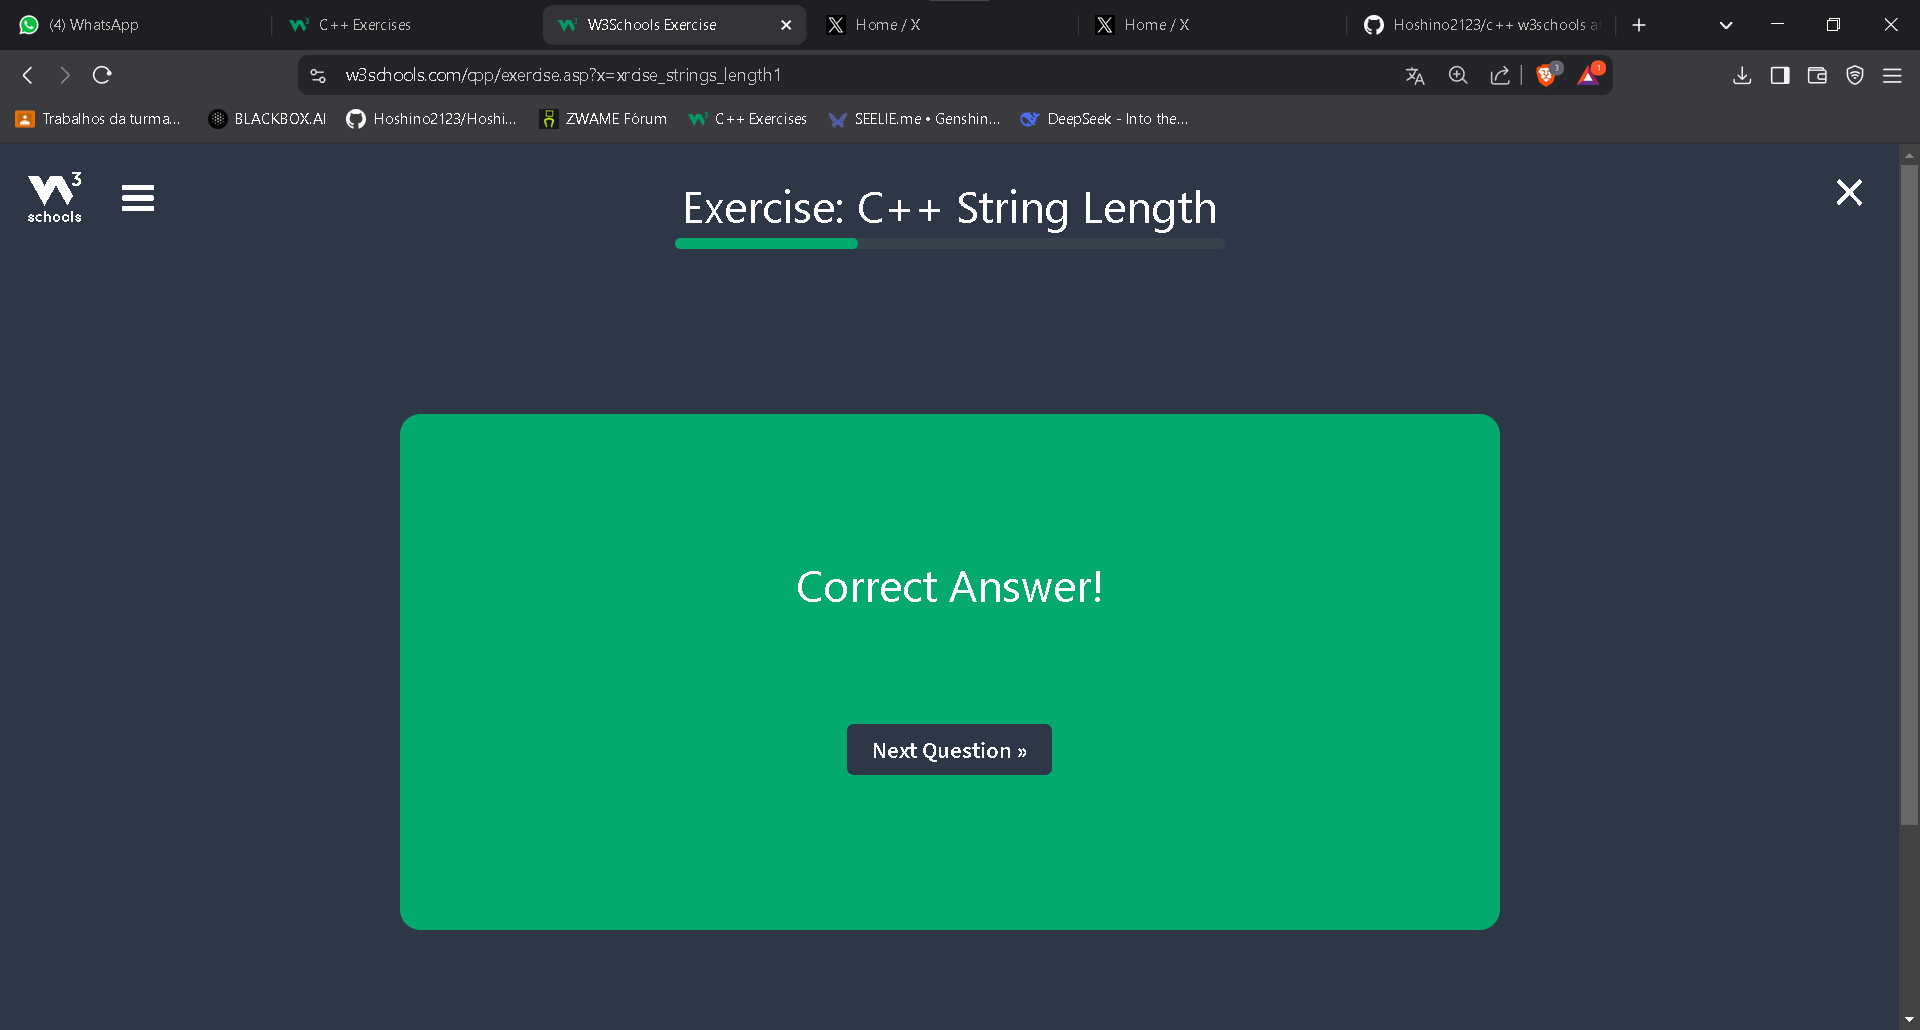 (4) WhatsApp
C++ Exercises
W3Schools Exercise
Home / X
Home / X
Hoshino2123/c++ w3schools a
w3schools.com/cpp/exercise.asp?x=xrcise_strings_length1
3
1
Trabalhos da turma...
BLACKBOX.AI
Hoshino2123/Hoshi...
ZWAME Fórum
C++ Exercises
SEELIE.me • Genshin...
DeepSeek - Into the...
W3 schools
Exercise: C++ String Length
Correct Answer!
Next Question »